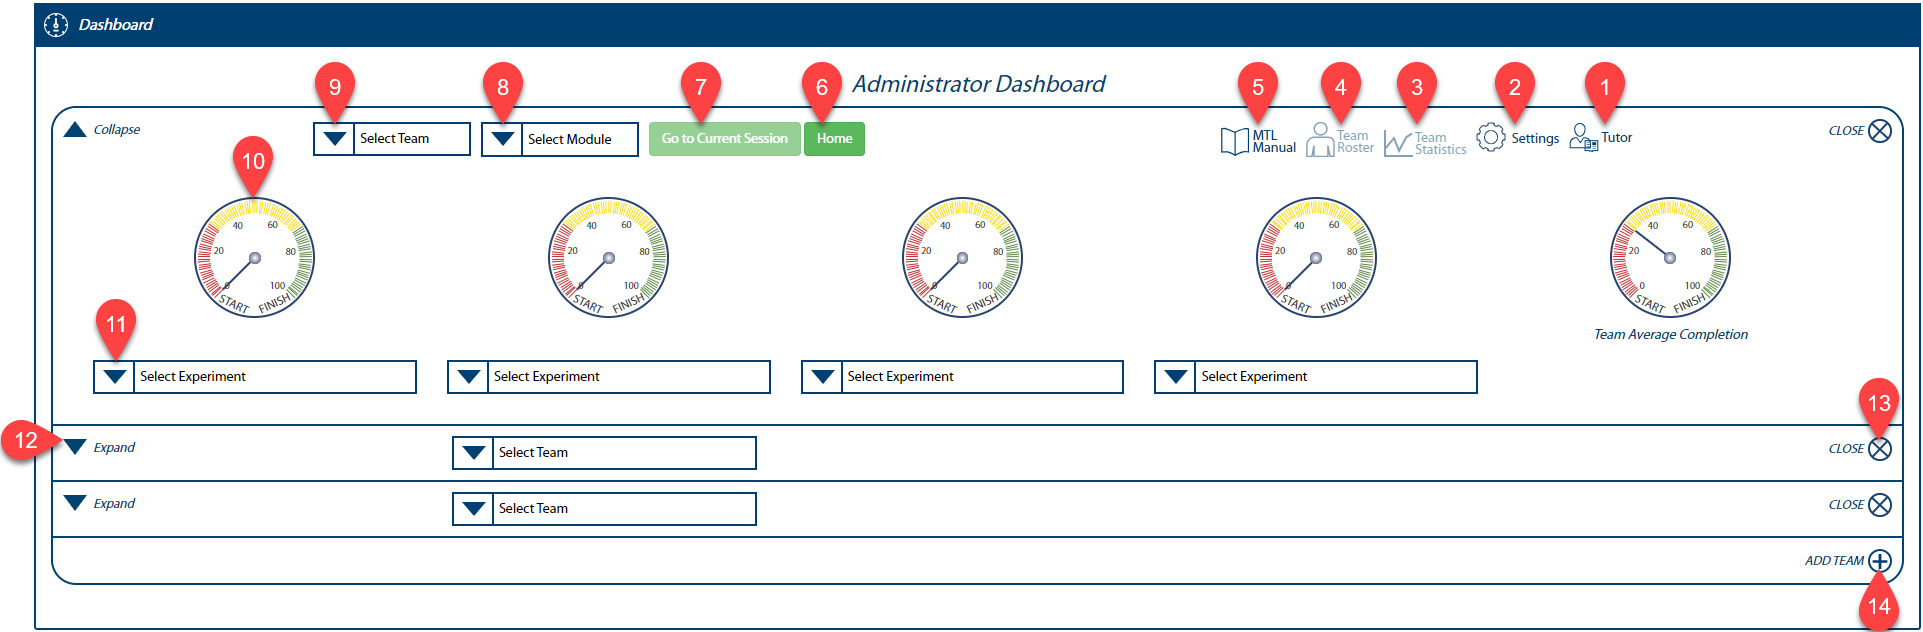 Dashboard
Administrator Dashboard
9
8
7
6
5
4
3
2
1
Collapse
Select Team
Select Module
Go to Current Session
Home
MTL
Manual
Team
Roster
Team
Statistics
Settings
Tutor
CLOSE
10
0 20 40 60 80 100
START FINISH
0 20 40 60 80 100
START FINISH
0 20 40 60 80 100
START FINISH
0 20 40 60 80 100
START FINISH
0 20 40 60 80 100
START FINISH
Team Average Completion
11
Select Experiment
Select Experiment
Select Experiment
Select Experiment
12
Expand
Select Team
13
CLOSE
Expand
Select Team
CLOSE
ADD TEAM
14